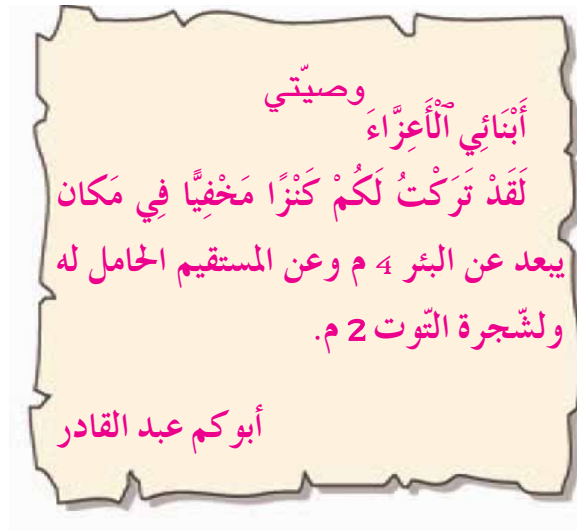 وصيّتي
أَبْنَائِي ٱلْأَعِزَّاءَ
لَقَدْ تَرَكْتُ لَكُمْ كَنْزًا مَخْفِيًّا فِي مَكان
يبعد عن البئر 4 م وعن المستقيم الحامل له
ولشّجرة التّوت 2 م.
أبوكم عبد القادر